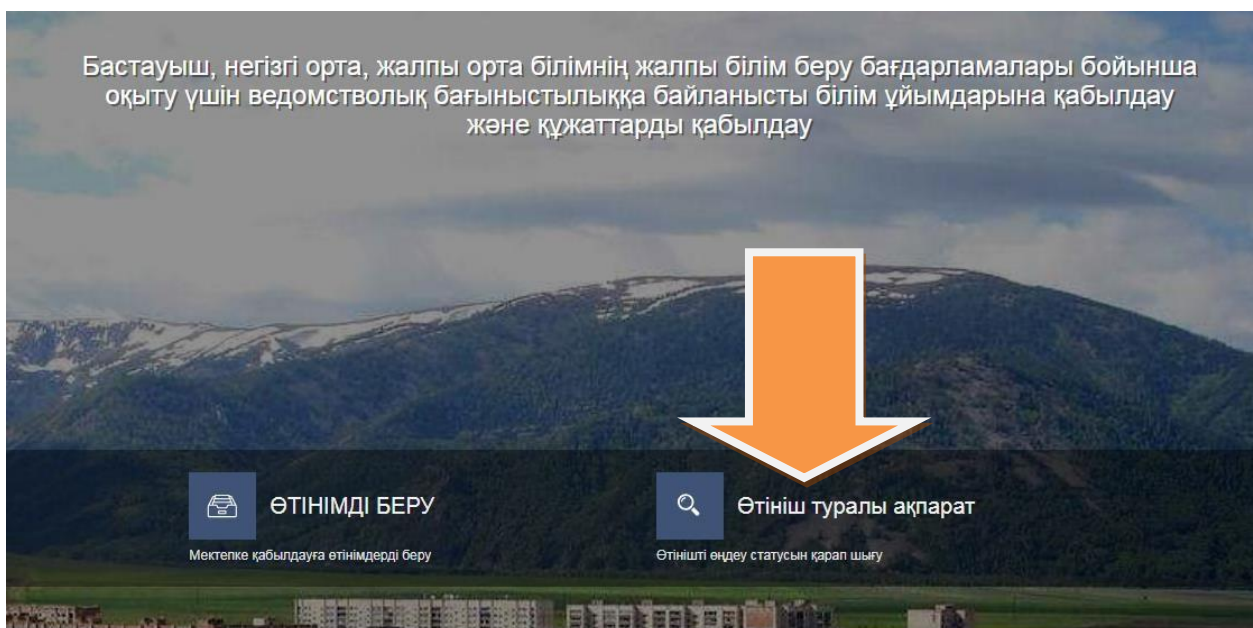 Бастауыш, негізгі орта, жалпы орта білімнің жалпы білім беру бағдарламалары бойынша
оқыту үшін ведомстволық бағыныстылыққа байланысты білім ұйымдарына қабылдау
және құжаттарды қабылдау
ӨТІНІМДІ БЕРУ
Мектепке қабылдауға өтінімдерді беру
Өтініш туралы ақпарат
Өтінішті өңдеу статусын қарап шығу